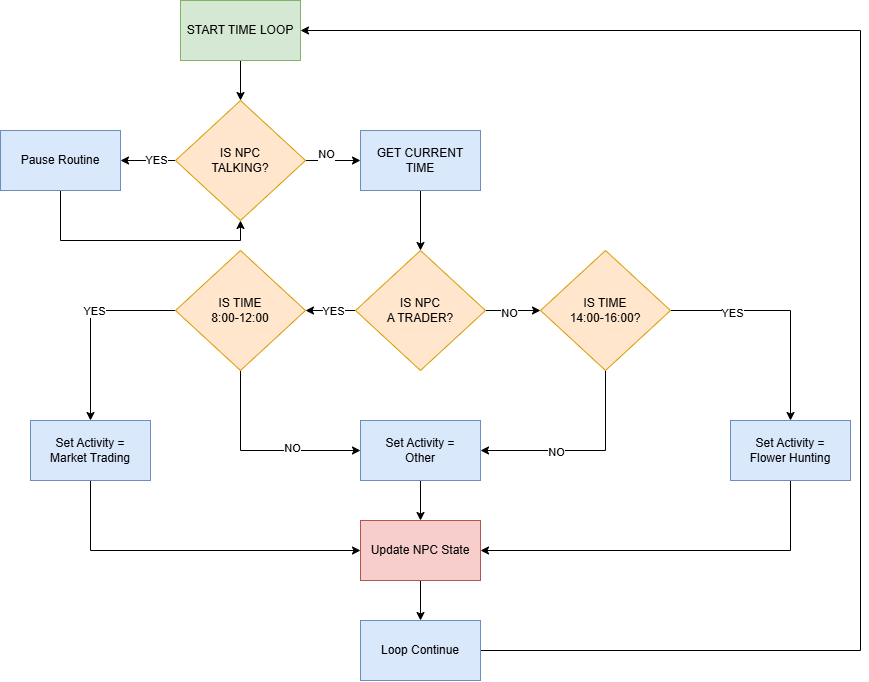 START TIME LOOP
IS NPC
TALKING?
YES
Pause Routine
NO
GET CURRENT
TIME
IS NPC
A TRADER?
YES
IS TIME
8:00-12:00
NO
IS TIME
14:00-16:00?
YES
YES
Set Activity =
Market Trading
NO
Set Activity =
Other
NO
Set Activity =
Flower Hunting
Update NPC State
Loop Continue